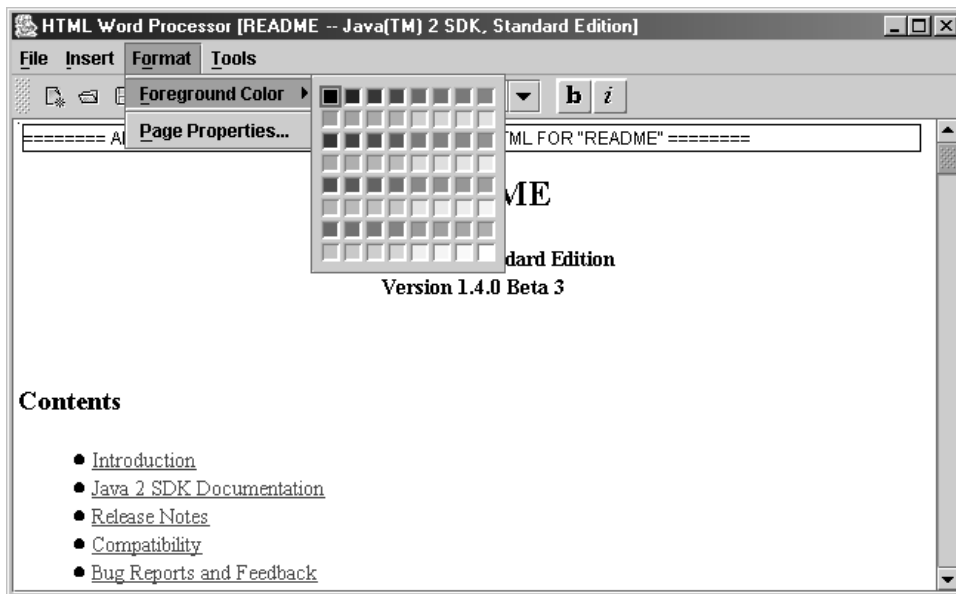 HTML Word Processor [README -- Java(TM) 2 SDK, Standard Edition]
File Insert Format Tools
Foreground Color
b i
Page Properties...
======== ML FOR "README" ========
ME
dard Edition
Version 1.4.0 Beta 3
Contents
Introduction
Java 2 SDK Documentation
Release Notes
Compatibility
Bug Reports and Feedback